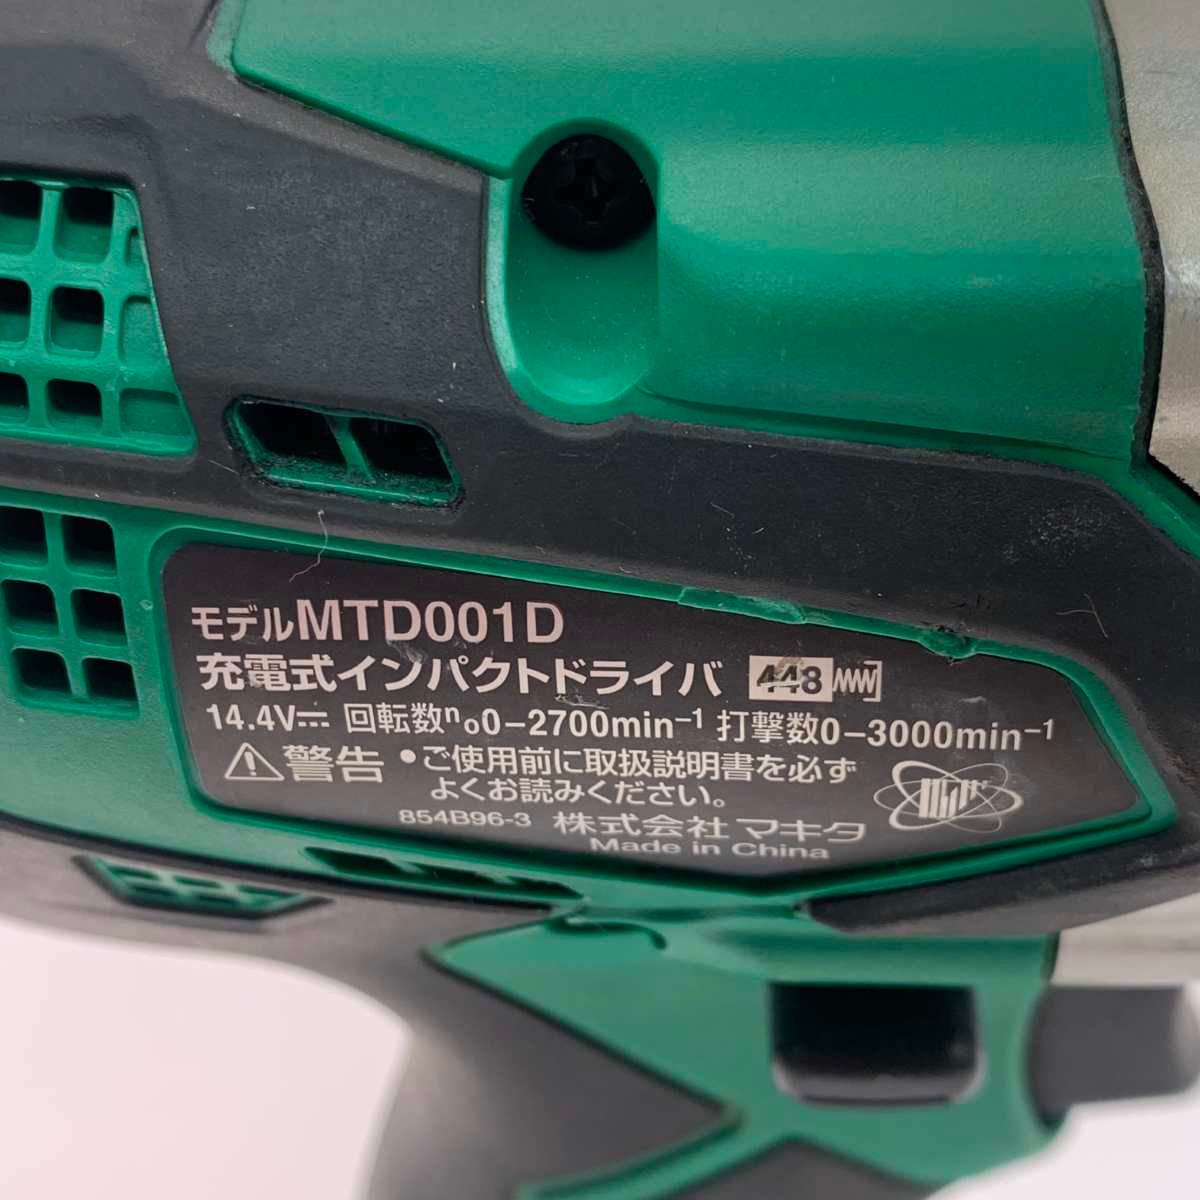 モデルMTD001D
充電式インパクトドライバ 448
14.4V⎓ 回転数n₀0-2700min⁻¹ 打撃数0-3000min⁻¹
⚠警告 •ご使用前に取扱説明書を必ず
よくお読みください。
854B96-3 株式会社 マキタ
Made in China